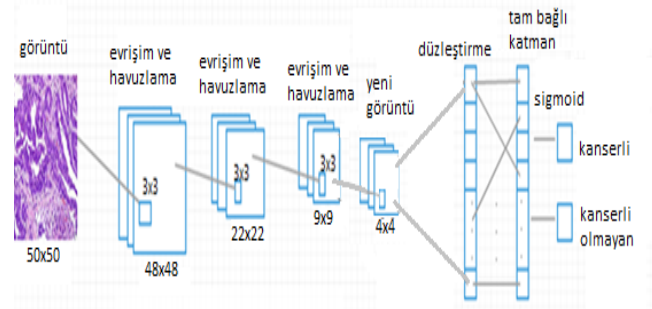 görüntü
50x50
evrişim ve
havuzlama
3x3
48x48
evrişim ve
havuzlama
3x3
22x22
evrişim ve
havuzlama
3x3
9x9
yeni
görüntü
4x4
düzleştirme
tam bağlı
katman
sigmoid
kanserli
kanserli
olmayan